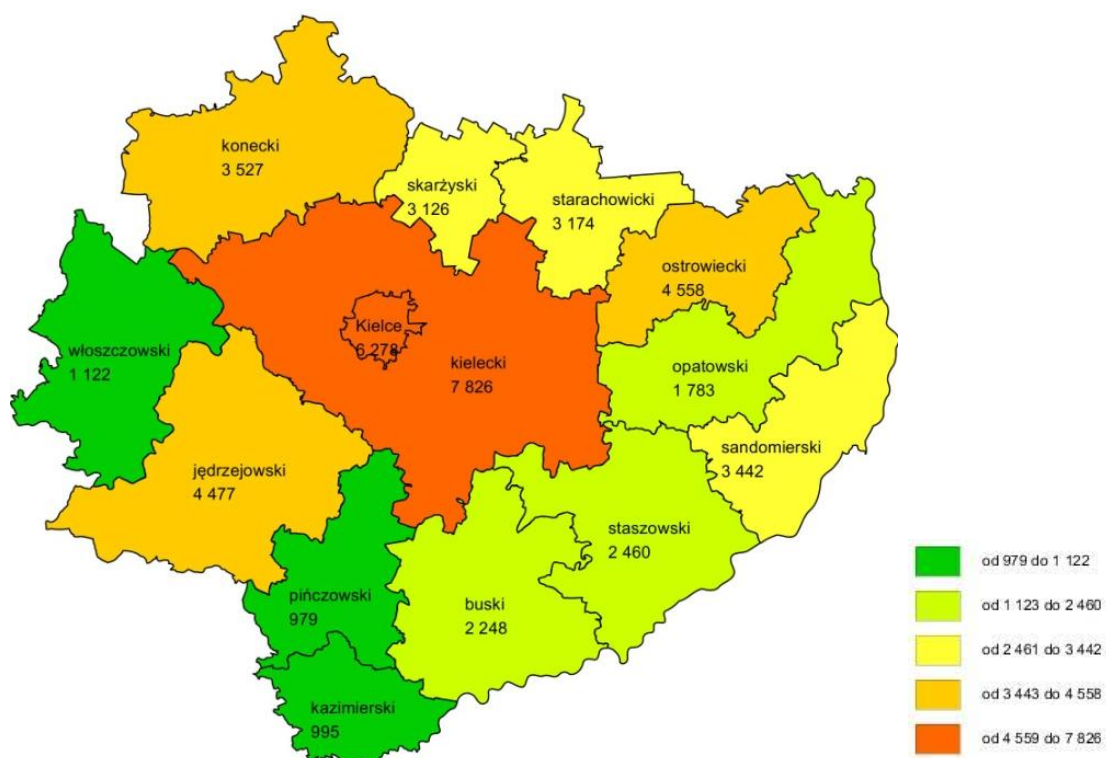 konecki
3 527
skarżyski
3 126
starachowicki
3 174
ostrowiecki
4 558
Kielce
6 278
włoszczowski
1 122
kielecki
7 826
opatowski
1 783
sandomierski
3 442
jędrzejowski
4 477
staszowski
2 460
pińczowski
979
buski
2 248
kazimierski
995
od 979 do 1 122
od 1 123 do 2 460
od 2 461 do 3 442
od 3 443 do 4 558
od 4 559 do 7 826